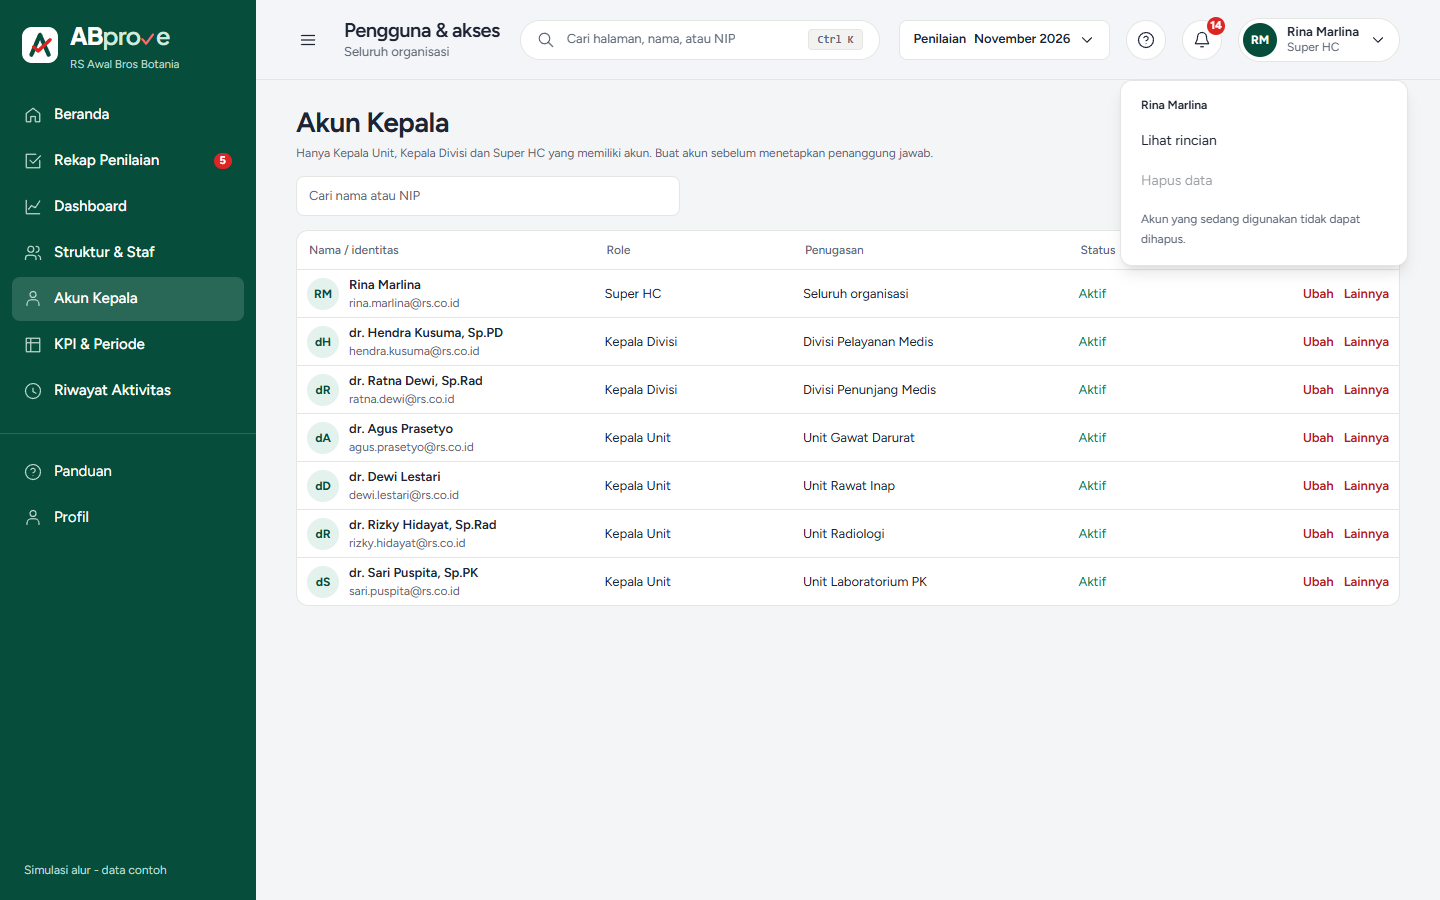 ABprove
RS Awal Bros Botania
Beranda
Rekap Penilaian 5
Dashboard
Struktur & Staf
Akun Kepala
KPI & Periode
Riwayat Aktivitas
Panduan
Profil
Simulasi alur - data contoh
Pengguna & akses
Seluruh organisasi
Cari halaman, nama, atau NIP Ctrl K
Penilaian November 2026
14
RM
Rina Marlina
Super HC
Rina Marlina
Lihat rincian
Hapus data
Akun yang sedang digunakan tidak dapat
dihapus.
Akun Kepala
Hanya Kepala Unit, Kepala Divisi dan Super HC yang memiliki akun. Buat akun sebelum menetapkan penanggung jawab.
Cari nama atau NIP
Nama / identitas Role Penugasan Status
RM Rina Marlina Super HC Seluruh organisasi Aktif Ubah Lainnya
rina.marlina@rs.co.id
dH dr. Hendra Kusuma, Sp.PD Kepala Divisi Divisi Pelayanan Medis Aktif Ubah Lainnya
hendra.kusuma@rs.co.id
dR dr. Ratna Dewi, Sp.Rad Kepala Divisi Divisi Penunjang Medis Aktif Ubah Lainnya
ratna.dewi@rs.co.id
dA dr. Agus Prasetyo Kepala Unit Unit Gawat Darurat Aktif Ubah Lainnya
agus.prasetyo@rs.co.id
dD dr. Dewi Lestari Kepala Unit Unit Rawat Inap Aktif Ubah Lainnya
dewi.lestari@rs.co.id
dR dr. Rizky Hidayat, Sp.Rad Kepala Unit Unit Radiologi Aktif Ubah Lainnya
rizky.hidayat@rs.co.id
dS dr. Sari Puspita, Sp.PK Kepala Unit Unit Laboratorium PK Aktif Ubah Lainnya
sari.puspita@rs.co.id